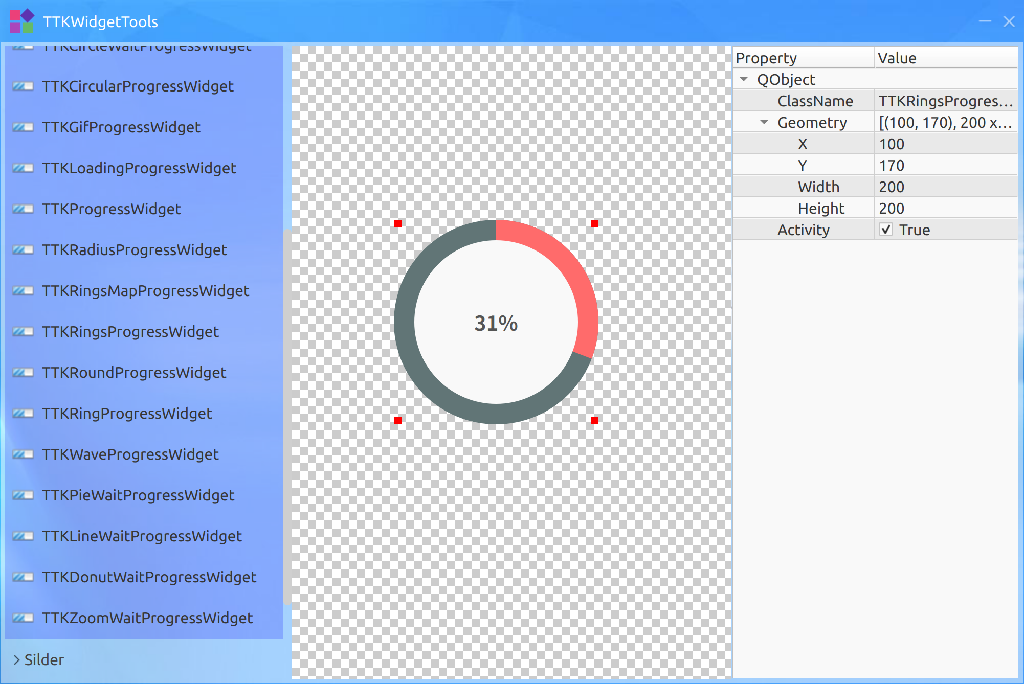 TTKWidgetTools
TTKCircleWaitProgressWidget
TTKCircularProgressWidget
TTKGifProgressWidget
TTKLoadingProgressWidget
TTKProgressWidget
TTKRadiusProgressWidget
TTKRingsMapProgressWidget
TTKRingsProgressWidget
TTKRoundProgressWidget
TTKRingProgressWidget
TTKWaveProgressWidget
TTKPieWaitProgressWidget
TTKLineWaitProgressWidget
TTKDonutWaitProgressWidget
TTKZoomWaitProgressWidget
Silder
31%
Property Value
QObject
ClassName TTKRingsProgres...
Geometry [(100, 170), 200 x...
X 100
Y 170
Width 200
Height 200
Activity True